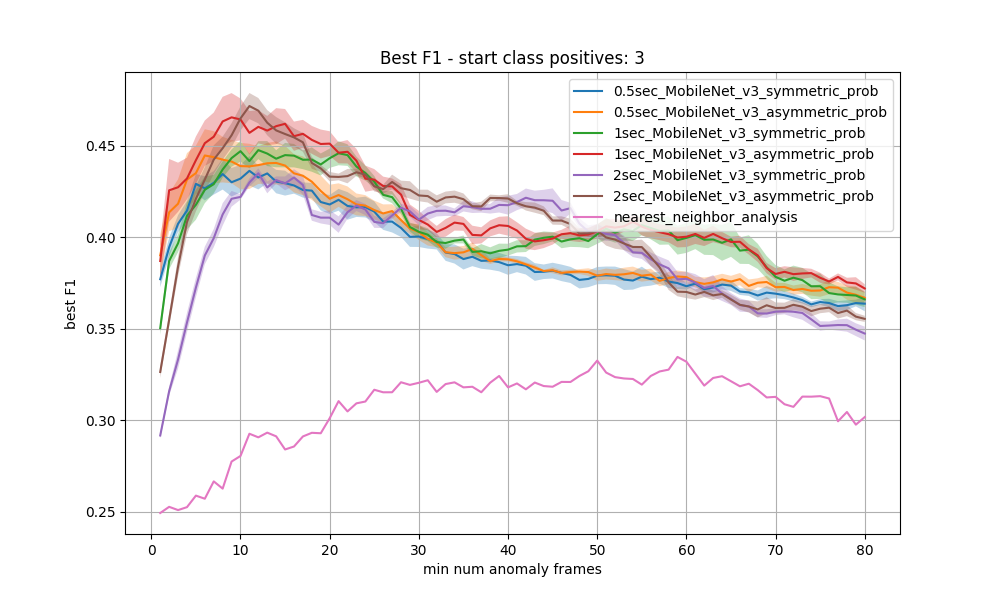 Best F1 - start class positives: 3
0.5sec_MobileNet_v3_symmetric_prob
0.5sec_MobileNet_v3_asymmetric_prob
1sec_MobileNet_v3_symmetric_prob
1sec_MobileNet_v3_asymmetric_prob
2sec_MobileNet_v3_symmetric_prob
2sec_MobileNet_v3_asymmetric_prob
nearest_neighbor_analysis
best F1
0.45
0.40
0.35
0.30
0.25
0 10 20 30 40 50 60 70 80
min num anomaly frames